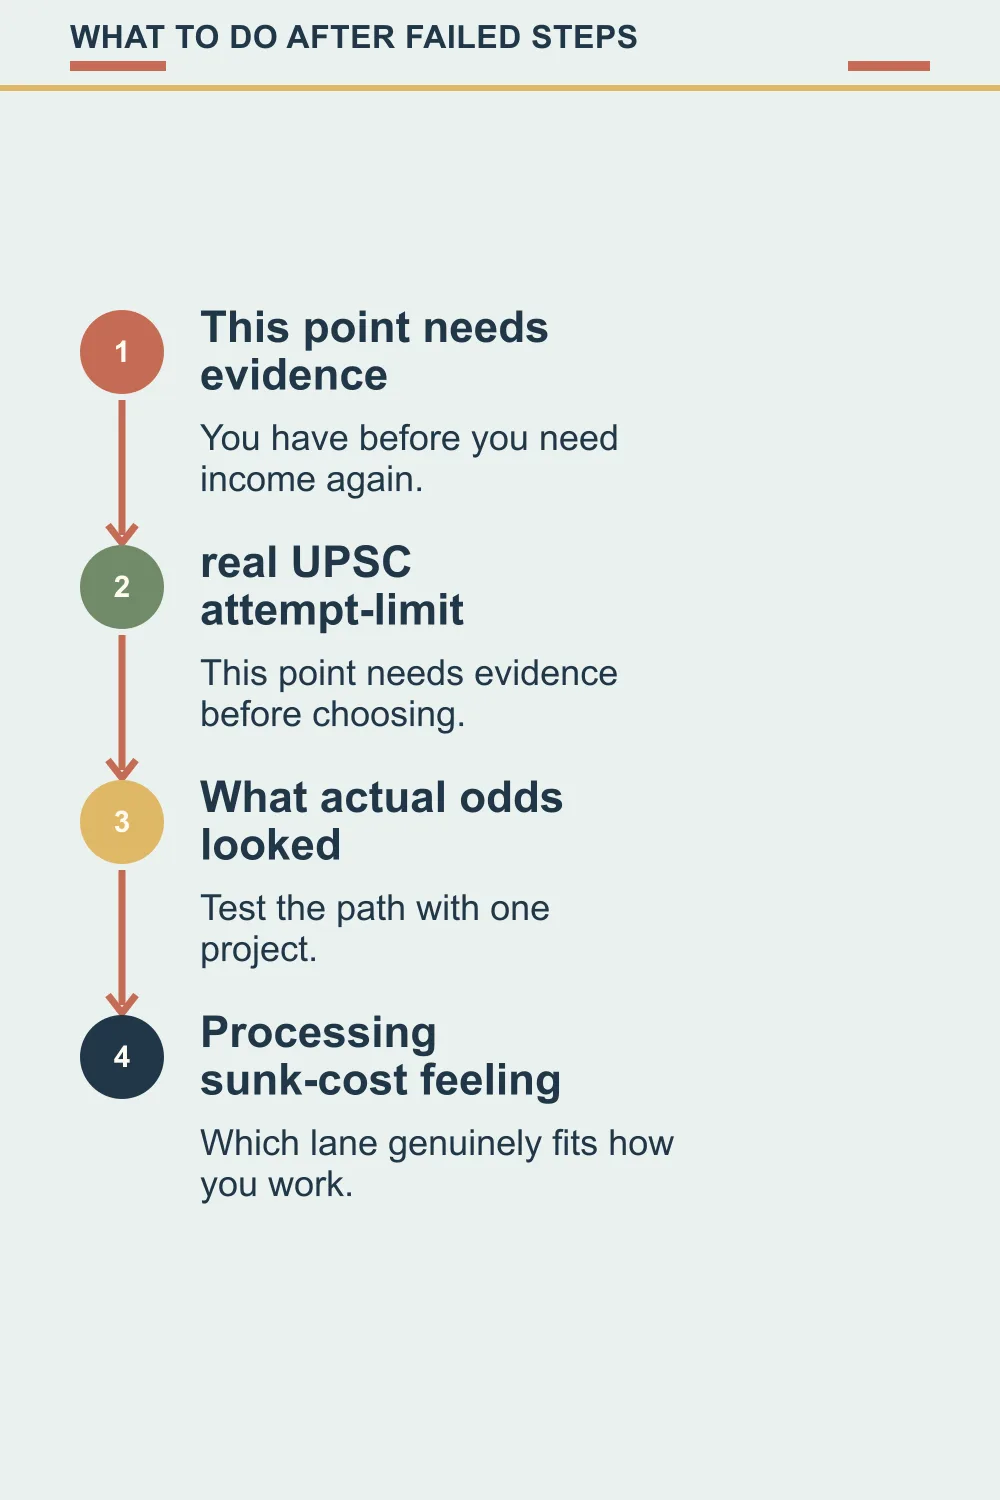 WHAT TO DO AFTER FAILED STEPS
1
This point needs
evidence
You have before you need
income again.
2
real UPSC
attempt-limit
This point needs evidence
before choosing.
3
What actual odds
looked
Test the path with one
project.
4
Processing
sunk-cost feeling
Which lane genuinely fits how
you work.